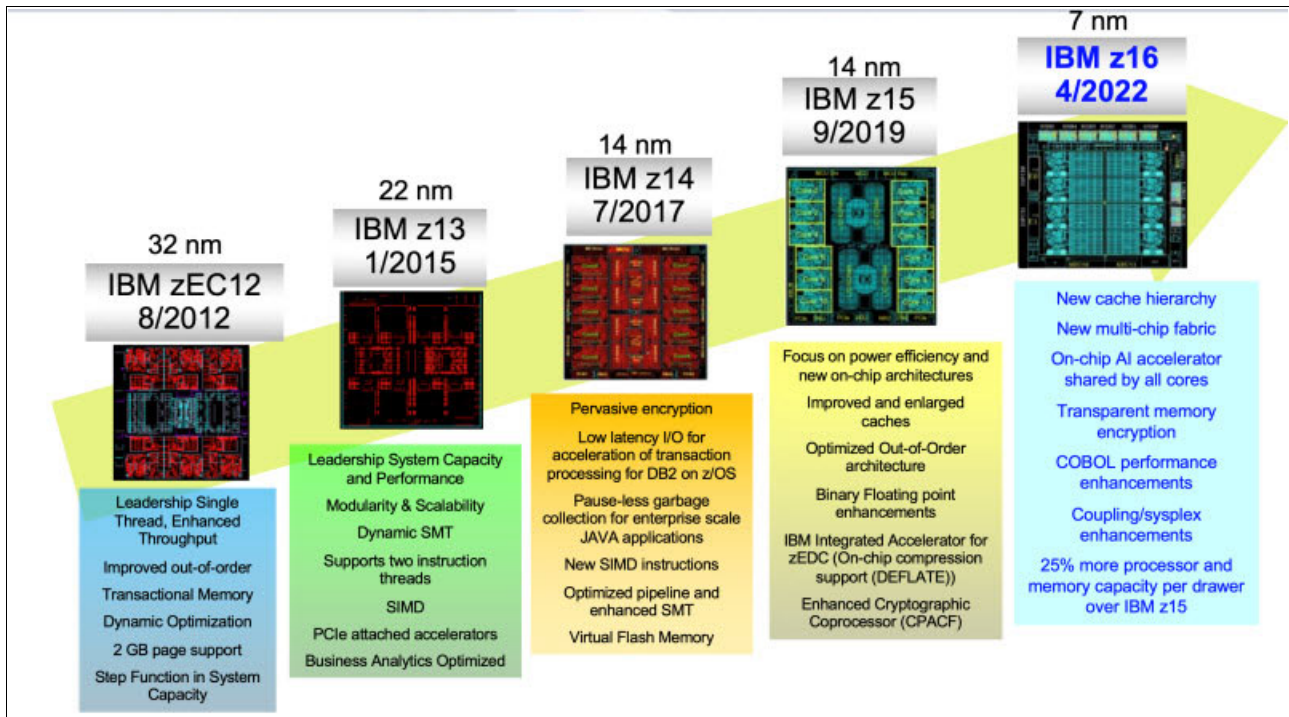 32 nm
IBM zEC12
8/2012
Leadership Single
Thread, Enhanced
Throughput
Improved out-of-order
Transactional Memory
Dynamic Optimization
2 GB page support
Step Function in System
Capacity
22 nm
IBM z13
1/2015
Leadership System Capacity
and Performance
Modularity & Scalability
Dynamic SMT
Supports two instruction
threads
SIMD
PCIe attached accelerators
Business Analytics Optimized
14 nm
IBM z14
7/2017
Pervasive encryption
Low latency I/O for
acceleration of transaction
processing for DB2 on z/OS
Pause-less garbage
collection for enterprise scale
JAVA applications
New SIMD instructions
Optimized pipeline and
enhanced SMT
Virtual Flash Memory
14 nm
IBM z15
9/2019
Focus on power efficiency and
new on-chip architectures
Improved and enlarged
caches
Optimized Out-of-Order
architecture
Binary Floating point
enhancements
IBM Integrated Accelerator for
zEDC (On-chip compression
support (DEFLATE))
Enhanced Cryptographic
Coprocessor (CPACF)
7 nm
IBM z16
4/2022
New cache hierarchy
New multi-chip fabric
On-chip AI accelerator
shared by all cores
Transparent memory
encryption
COBOL performance
enhancements
Coupling/sysplex
enhancements
25% more processor and
memory capacity per drawer
over IBM z15